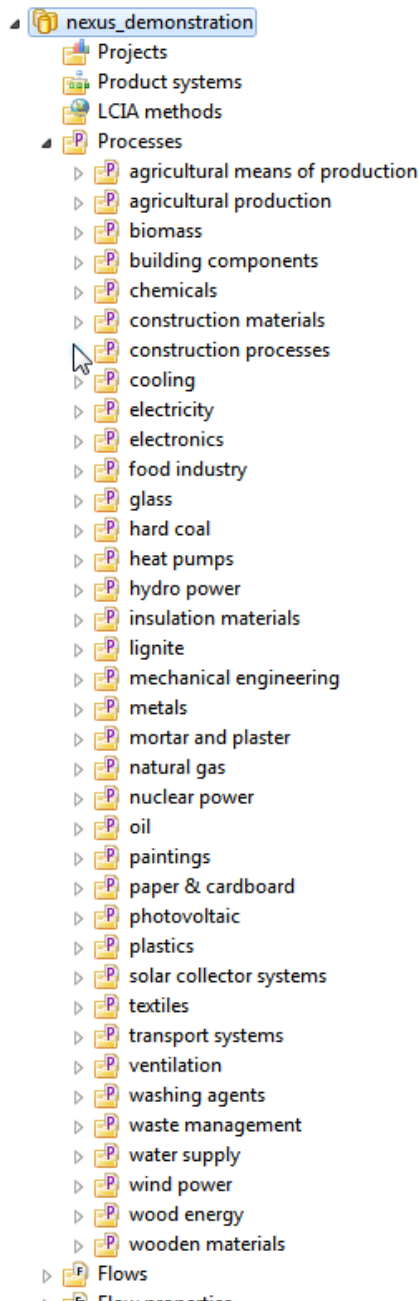 nexus_demonstration
Projects
Product systems
LCIA methods
P Processes
P agricultural means of production
P agricultural production
P biomass
P building components
P chemicals
P construction materials
P construction processes
P cooling
P electricity
P electronics
P food industry
P glass
P hard coal
P heat pumps
P hydro power
P insulation materials
P lignite
P mechanical engineering
P metals
P mortar and plaster
P natural gas
P nuclear power
P oil
P paintings
P paper & cardboard
P photovoltaic
P plastics
P solar collector systems
P textiles
P transport systems
P ventilation
P washing agents
P waste management
P water supply
P wind power
P wood energy
P wooden materials
F Flows
Flow properties